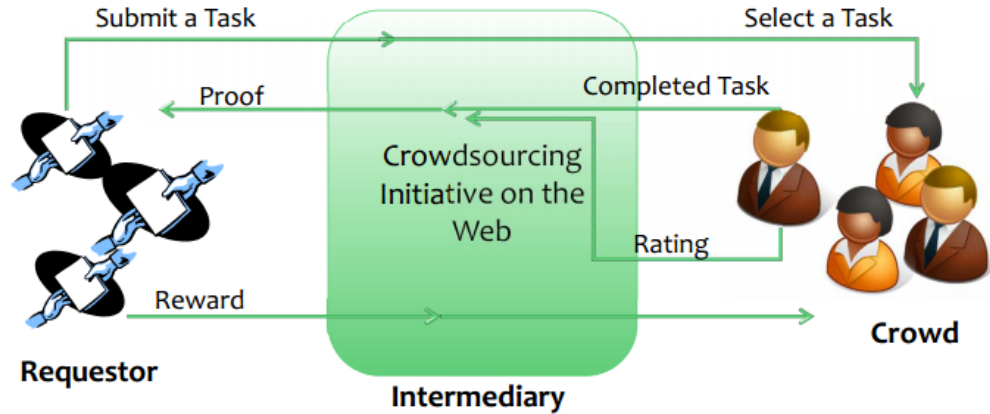 Submit a Task
Select a Task
Proof
Completed Task
Crowdsourcing
Initiative on the
Web
Rating
Reward
Crowd
Requestor
Intermediary